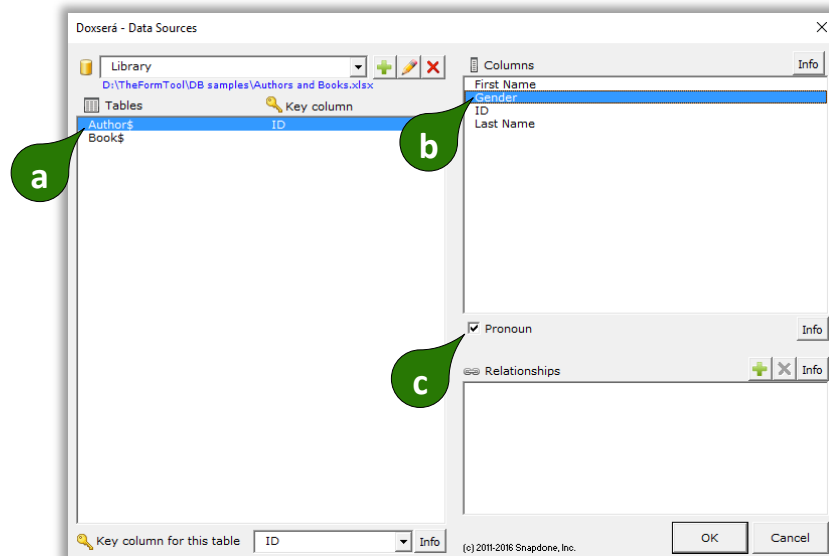 Doxserá - Data Sources
Library
D:\TheFormTool\DB samples\Authors and Books.xlsx
Tables
Key column
Author$ ID
Book$
a
Key column for this table
ID
Info
Columns
Info
First Name
Gender
ID
Last Name
b
Pronoun
Info
c
Relationships
Info
(c) 2011-2016 Snapdone, Inc.
OK
Cancel